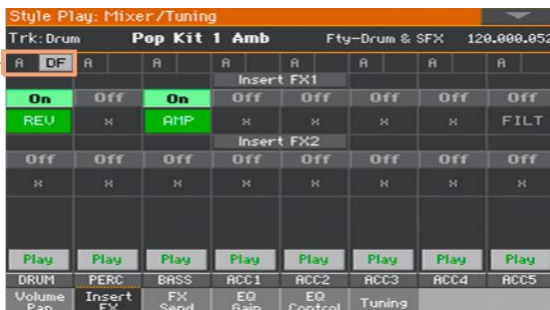 Style Play: Mixer/Tuning
Trk:Drum Pop Kit 1 Amb Fty-Drum & SFX 120.000.052
A DF A A A A A A A
Insert FX1
On Off On Off Off Off Off Off
REV x AMP x x x x FILT
Insert FX2
Off Off Off Off Off Off Off Off
x x x x x x x x
Play Play Play Play Play Play Play Play
DRUM PERC BASS ACC1 ACC2 ACC3 ACC4 ACC5
Volume Insert FX EQ EQ Tuning
Pan FX Send Gain Control